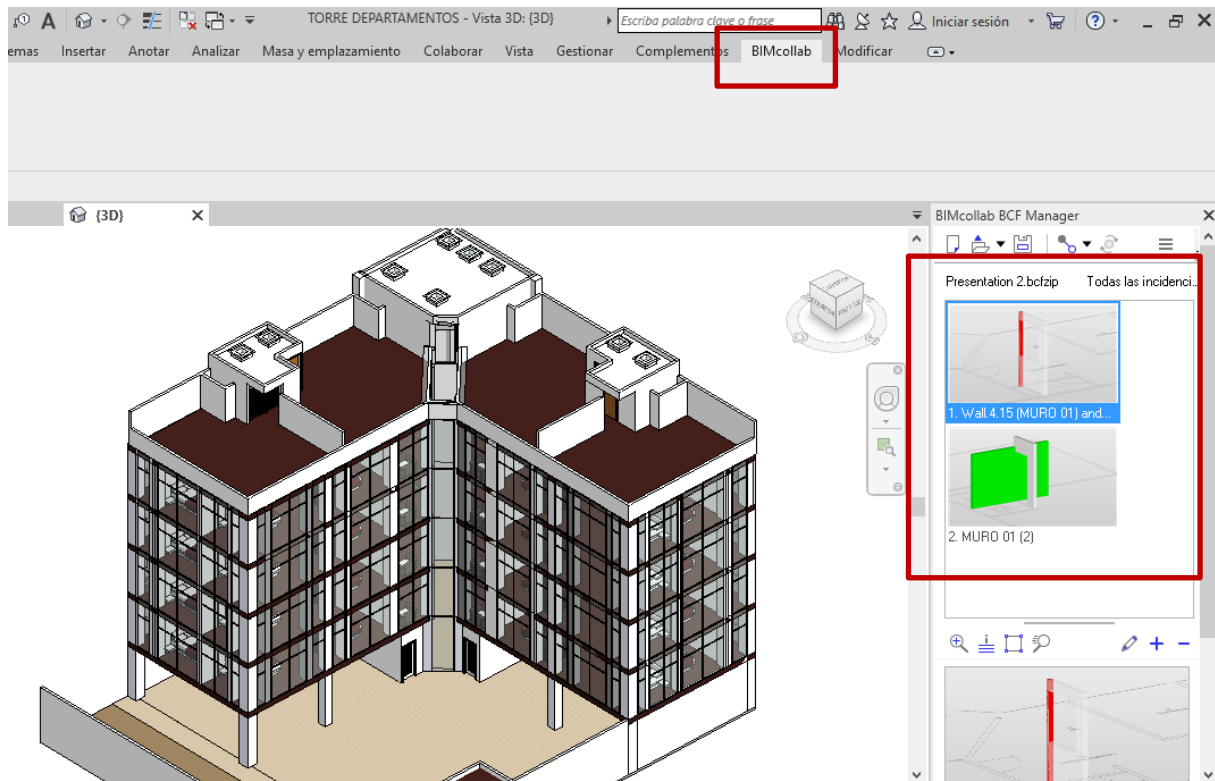 A TORRE DEPARTAMENTOS - Vista 3D: {3D} Escriba palabra clave o frase Iniciar sesión
emas Insertar Anotar Analizar Masa y emplazamiento Colaborar Vista Gestionar Complementos BIMcollab Modificar
{3D}
BIMcollab BCF Manager
Presentation 2.bcfzip Todas las incidenci..
1. Wall.4.15 (MURO 01) and...
2. MURO 01 (2)